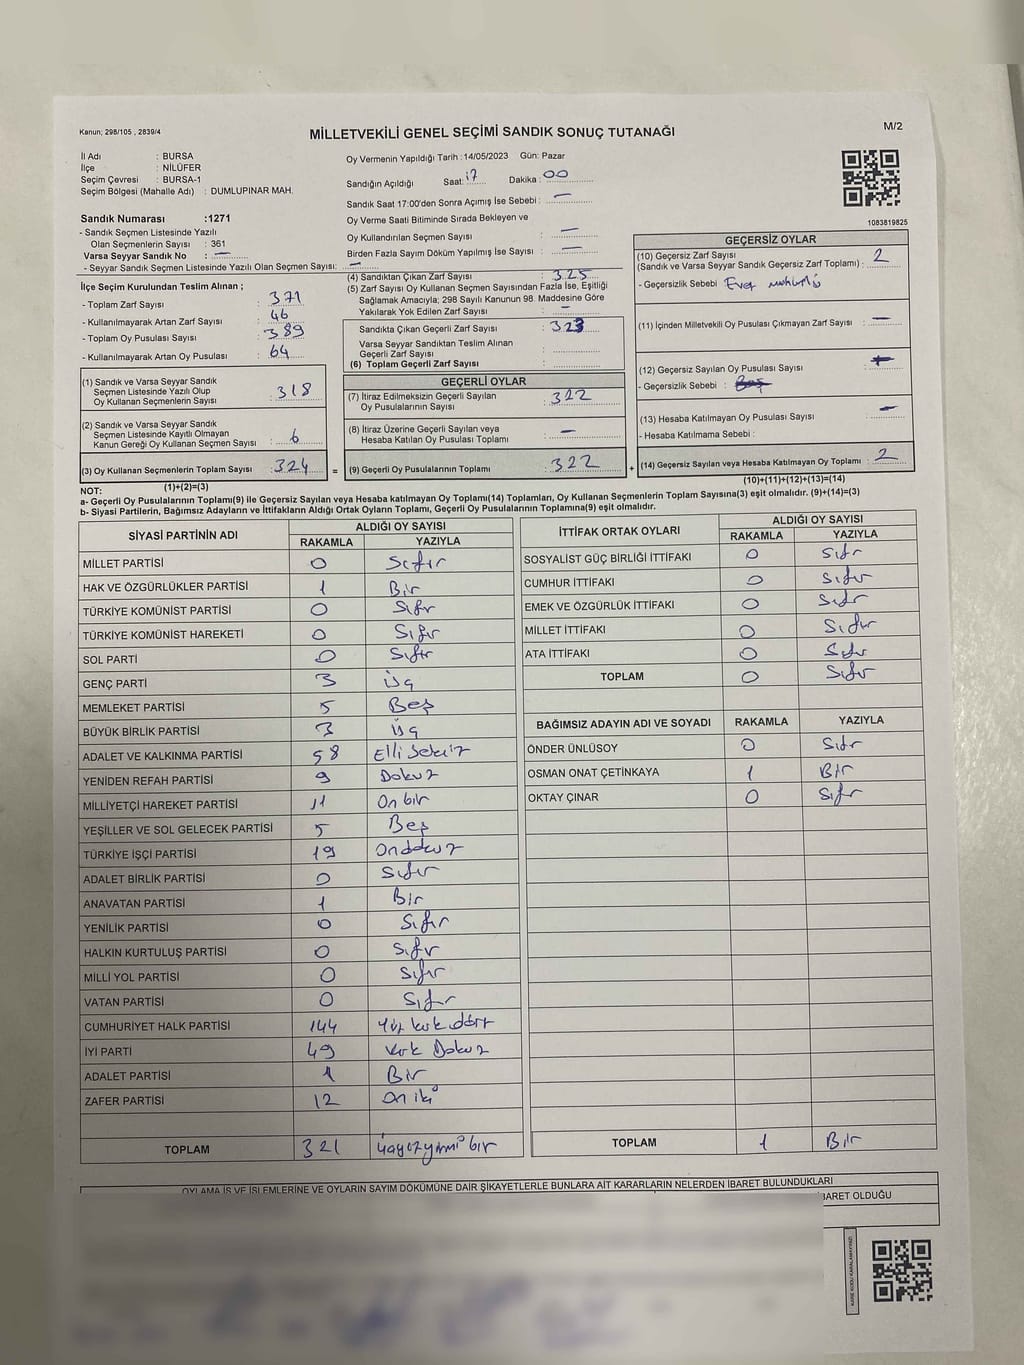 Kanun; 298/105 , 2839/4
MİLLETVEKİLİ GENEL SEÇİMİ SANDIK SONUÇ TUTANAĞI
M/2
İl Adı : BURSA
İlçe : NİLÜFER
Seçim Çevresi : BURSA-1
Seçim Bölgesi (Mahalle Adı) : DUMLUPINAR MAH.
Sandık Numarası :1271
- Sandık Seçmen Listesinde Yazılı
Olan Seçmenlerin Sayısı : 361
Varsa Seyyar Sandık No : —
- Seyyar Sandık Seçmen Listesinde Yazılı Olan Seçmen Sayısı: —
İlçe Seçim Kurulundan Teslim Alınan ;
- Toplam Zarf Sayısı : 371
- Kullanılmayarak Artan Zarf Sayısı : 46
- Toplam Oy Pusulası Sayısı : 389
- Kullanılmayarak Artan Oy Pusulası : 64
(1) Sandık ve Varsa Seyyar Sandık
Seçmen Listesinde Yazılı Olup
Oy Kullanan Seçmenlerin Sayısı : 318
(2) Sandık ve Varsa Seyyar Sandık
Seçmen Listesinde Kayıtlı Olmayan
Kanun Gereği Oy Kullanan Seçmen Sayısı : 6
(3) Oy Kullanan Seçmenlerin Toplam Sayısı : 324
(1)+(2)=(3)
Oy Vermenin Yapıldığı Tarih :14/05/2023 Gün: Pazar
Sandığın Açıldığı Saat: 17 Dakika : 00
Sandık Saat 17:00'den Sonra Açımış İse Sebebi : —
Oy Verme Saati Bitiminde Sırada Bekleyen ve
Oy Kullandırılan Seçmen Sayısı : —
Birden Fazla Sayım Döküm Yapılmış İse Sayısı : —
(4) Sandıktan Çıkan Zarf Sayısı : 325
(5) Zarf Sayısı Oy Kullanan Seçmen Sayısından Fazla İse, Eşitliği
Sağlamak Amacıyla; 298 Sayılı Kanunun 98. Maddesine Göre
Yakılarak Yok Edilen Zarf Sayısı : —
Sandıkta Çıkan Geçerli Zarf Sayısı : 323
Varsa Seyyar Sandıktan Teslim Alınan
Geçerli Zarf Sayısı :
(6) Toplam Geçerli Zarf Sayısı :
GEÇERLİ OYLAR
(7) İtiraz Edilmeksizin Geçerli Sayılan
Oy Pusulalarının Sayısı : 322
(8) İtiraz Üzerine Geçerli Sayılan veya
Hesaba Katılan Oy Pusulası Toplamı : —
= (9) Geçerli Oy Pusulalarının Toplamı : 322 +
1083819825
GEÇERSİZ OYLAR
(10) Geçersiz Zarf Sayısı
(Sandık ve Varsa Seyyar Sandık Geçersiz Zarf Toplamı) : 2
- Geçersizlik Sebebi
(11) İçinden Milletvekili Oy Pusulası Çıkmayan Zarf Sayısı : —
(12) Geçersiz Sayılan Oy Pusulası Sayısı :
- Geçersizlik Sebebi :
(13) Hesaba Katılmayan Oy Pusulası Sayısı : —
- Hesaba Katılmama Sebebi :
(14) Geçersiz Sayılan veya Hesaba Katılmayan Oy Toplamı : 2
(10)+(11)+(12)+(13)=(14)
NOT:
a- Geçerli Oy Pusulalarının Toplamı(9) ile Geçersiz Sayılan veya Hesaba katılmayan Oy Toplamı(14) Toplamları, Oy Kullanan Seçmenlerin Toplam Sayısına(3) eşit olmalıdır. (9)+(14)=(3)
b- Siyasi Partilerin, Bağımsız Adayların ve İttifakların Aldığı Ortak Oyların Toplamı, Geçerli Oy Pusulalarının Toplamına(9) eşit olmalıdır.
SİYASİ PARTİNİN ADI ALDIĞI OY SAYISI
RAKAMLA YAZIYLA
MİLLET PARTİSİ 0 Sıfır
HAK VE ÖZGÜRLÜKLER PARTİSİ 1 Bir
TÜRKİYE KOMÜNİST PARTİSİ 0 Sıfır
TÜRKİYE KOMÜNİST HAREKETİ 0 Sıfır
SOL PARTİ 0 Sıfır
GENÇ PARTİ 3 üç
MEMLEKET PARTİSİ 5 Beş
BÜYÜK BİRLİK PARTİSİ 3 üç
ADALET VE KALKINMA PARTİSİ 58 Elli Sekiz
YENİDEN REFAH PARTİSİ 9 Dokuz
MİLLİYETÇİ HAREKET PARTİSİ 11 On bir
YEŞİLLER VE SOL GELECEK PARTİSİ 5 Beş
TÜRKİYE İŞÇİ PARTİSİ 19 Ondokuz
ADALET BİRLİK PARTİSİ 0 Sıfır
ANAVATAN PARTİSİ 1 Bir
YENİLİK PARTİSİ 0 Sıfır
HALKIN KURTULUŞ PARTİSİ 0 Sıfır
MİLLİ YOL PARTİSİ 0 Sıfır
VATAN PARTİSİ 0 Sıfır
CUMHURİYET HALK PARTİSİ 144 Yüz kırk dört
İYİ PARTİ 49 Kırk Dokuz
ADALET PARTİSİ 1 Bir
ZAFER PARTİSİ 12 On iki
TOPLAM 321 üçyüzyirmi bir
İTTİFAK ORTAK OYLARI ALDIĞI OY SAYISI
RAKAMLA YAZIYLA
SOSYALİST GÜÇ BİRLİĞİ İTTİFAKI 0 Sıfır
CUMHUR İTTİFAKI 0 Sıfır
EMEK VE ÖZGÜRLÜK İTTİFAKI 0 Sıfır
MİLLET İTTİFAKI 0 Sıfır
ATA İTTİFAKI 0 Sıfır
TOPLAM 0 Sıfır
BAĞIMSIZ ADAYIN ADI VE SOYADI RAKAMLA YAZIYLA
ÖNDER ÜNLÜSOY 0 Sıfır
OSMAN ONAT ÇETİNKAYA 1 Bir
OKTAY ÇINAR 0 Sıfır
TOPLAM 1 Bir
OYLAMA İŞ VE İŞLEMLERİNE VE OYLARIN SAYIM DÖKÜMÜNE DAİR ŞİKAYETLERLE BUNLARA AİT KARARLARIN NELERDEN İBARET BULUNDUKLARI
İBARET OLDUĞU